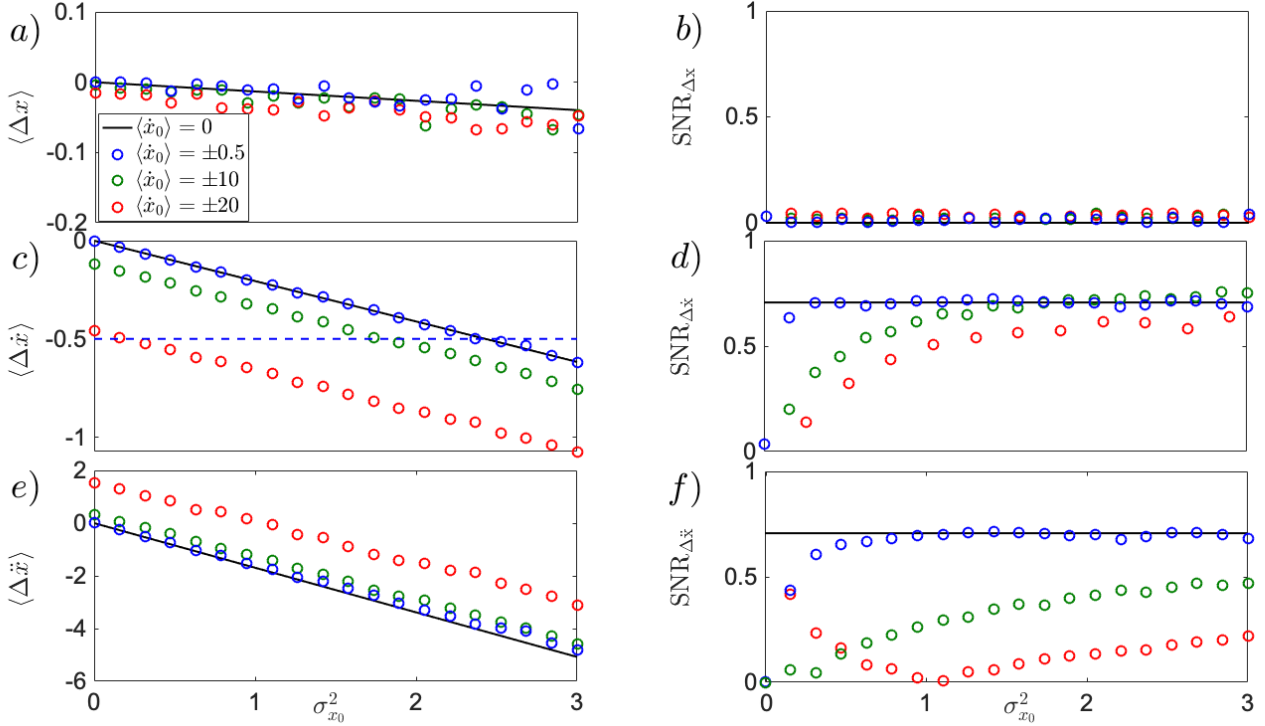 a)
0.1
0
-0.1
-0.2
⟨Δx⟩
⟨ẋ₀⟩ = 0
⟨ẋ₀⟩ = ±0.5
⟨ẋ₀⟩ = ±10
⟨ẋ₀⟩ = ±20
b)
1
0.5
0
SNR_Δx
c)
0
-0.5
-1
⟨Δẋ⟩
d)
1
0.5
0
SNR_Δẋ
e)
2
0
-2
-4
-6
⟨Δẍ⟩
0 1 2 3
σ²_x₀
f)
1
0.5
0
SNR_Δẍ
0 1 2 3
σ²_x₀